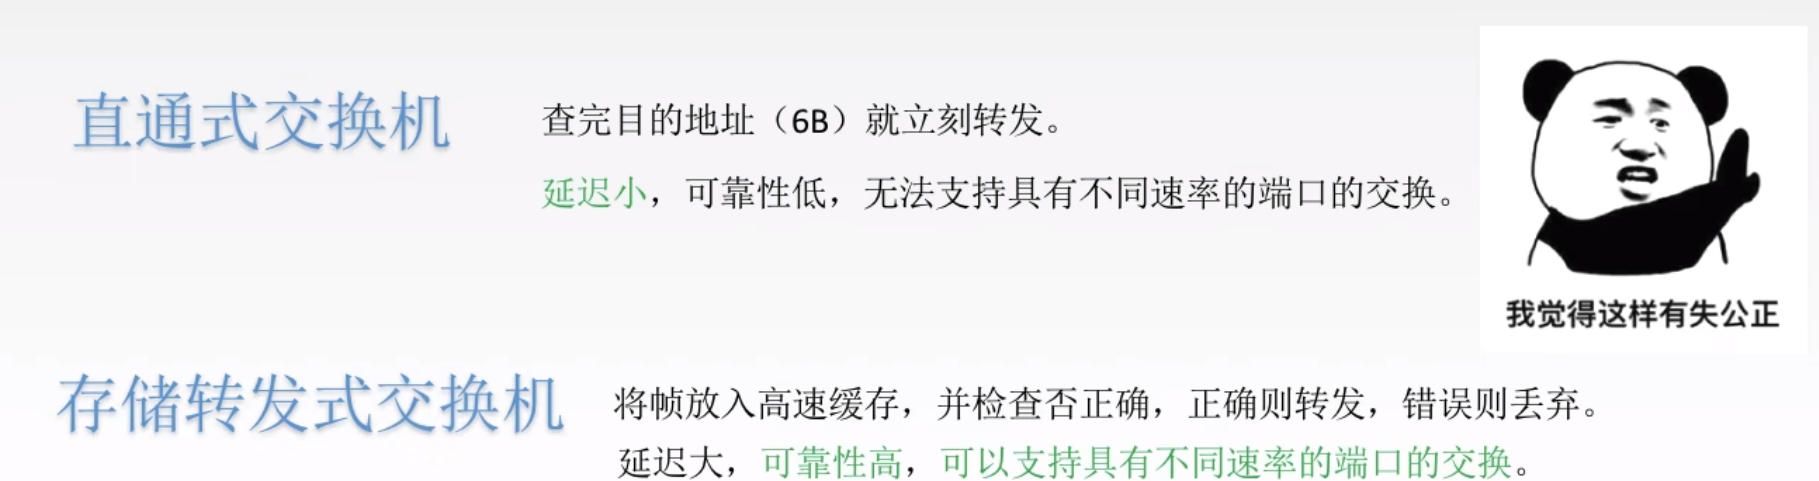 直通式交换机
查完目的地址（6B）就立刻转发。
延迟小，可靠性低，无法支持具有不同速率的端口的交换。
我觉得这样有失公正
存储转发式交换机
将帧放入高速缓存，并检查否正确，正确则转发，错误则丢弃。
延迟大，可靠性高，可以支持具有不同速率的端口的交换。